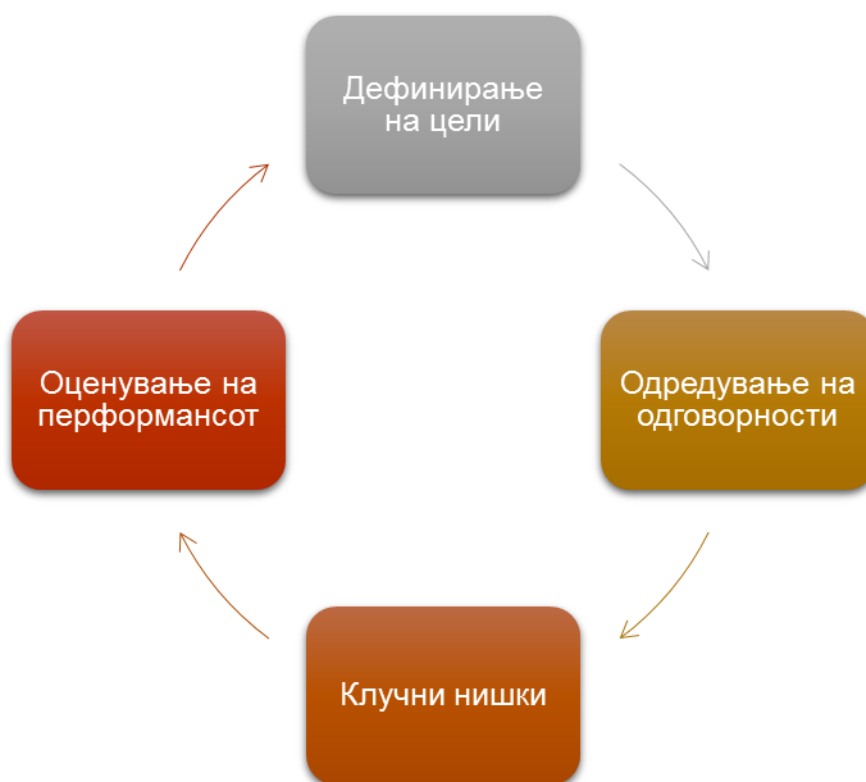 Дефинирање
на цели
Одредување на
одговорности
Клучни нишки
Оценување на
перформансот